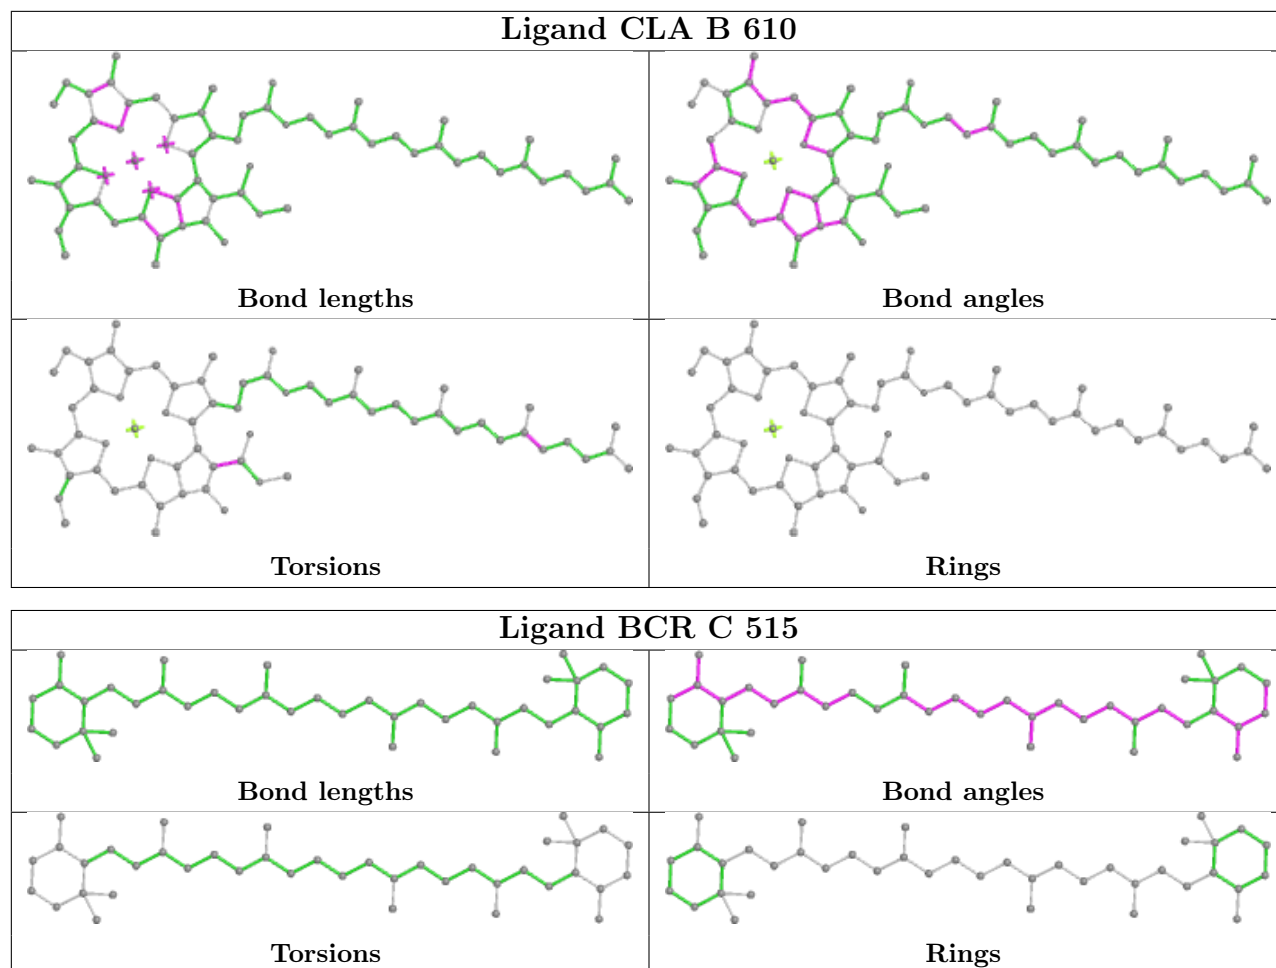 Ligand CLA B 610
Bond lengths
Bond angles
Torsions
Rings
Ligand BCR C 515
Bond lengths
Bond angles
Torsions
Rings